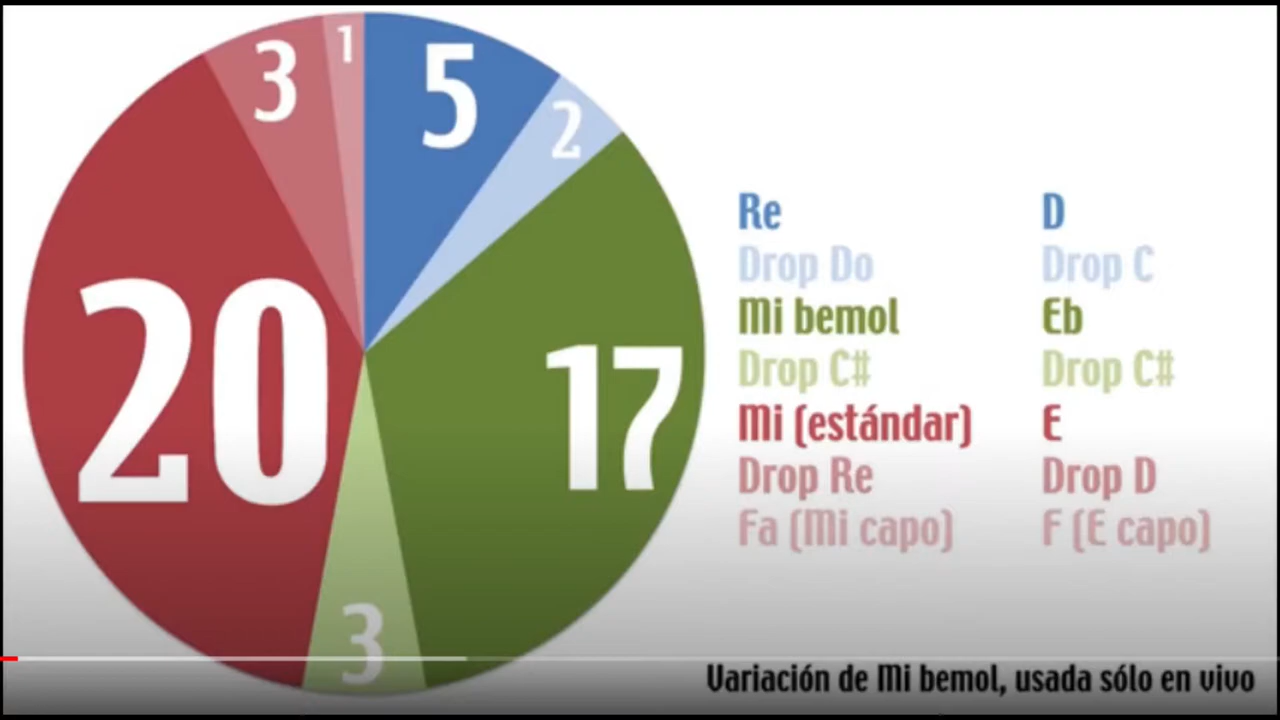 3
1
5
2
20
17
3
Re D
Drop Do Drop C
Mi bemol Eb
Drop C# Drop C#
Mi (estándar) E
Drop Re Drop D
Fa (Mi capo) F (E capo)
Variación de Mi bemol, usada sólo en vivo